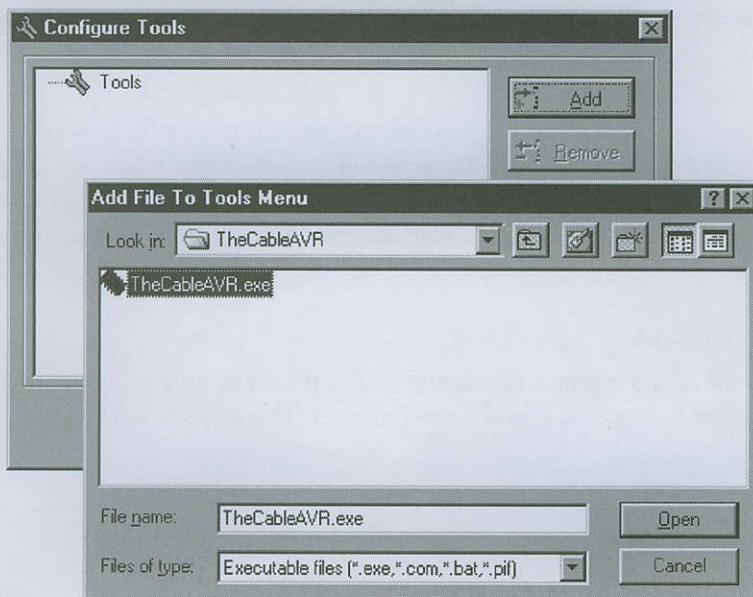 Configure Tools
Tools
Add
Remove
Add File To Tools Menu
Look in: TheCableAVR
TheCableAVR.exe
File name: TheCableAVR.exe
Open
Files of type: Executable files (*.exe,*.com,*.bat,*.pif)
Cancel